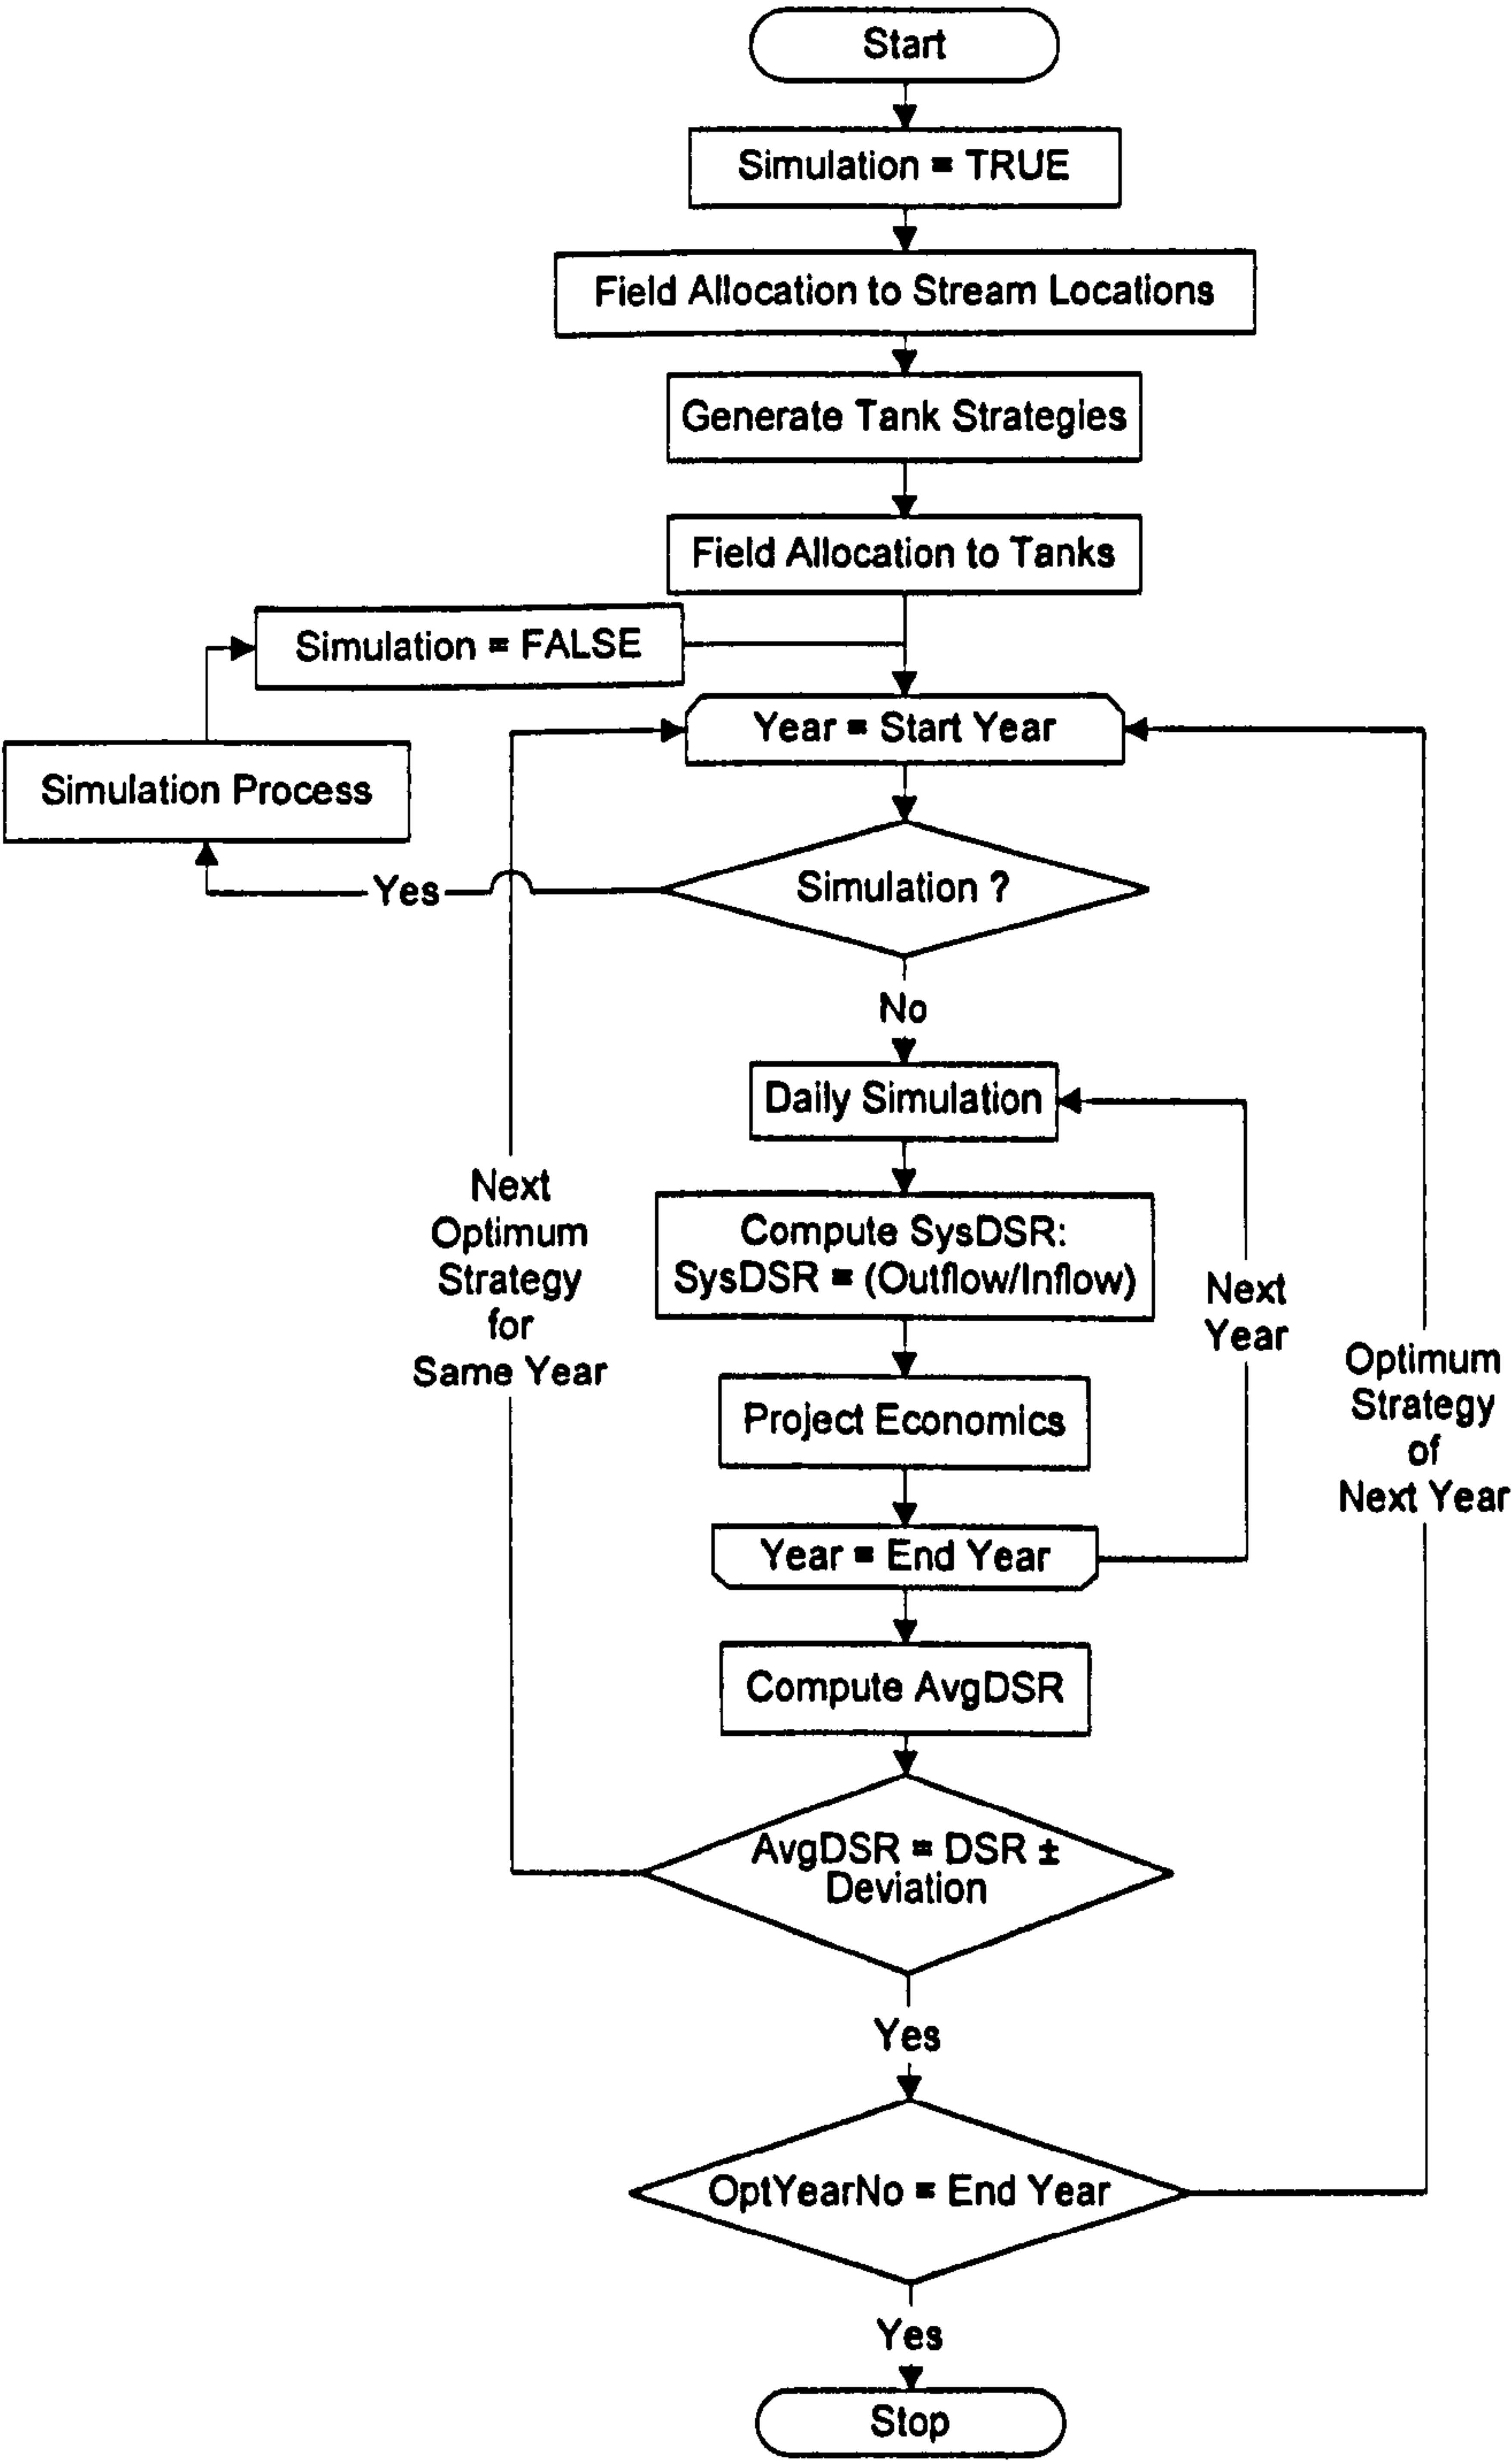 Start
Simulation = TRUE
Field Allocation to Stream Locations
Generate Tank Strategies
Field Allocation to Tanks
Simulation = FALSE
Year = Start Year
Simulation Process
Simulation ?
Yes
No
Daily Simulation
Next
Optimum
Strategy
for
Same Year
Compute SysDSR:
SysDSR = (Outflow/Inflow)
Next
Year
Optimum
Strategy
of
Next Year
Project Economics
Year = End Year
Compute AvgDSR
AvgDSR = DSR ±
Deviation
Yes
OptYearNo = End Year
Yes
Stop